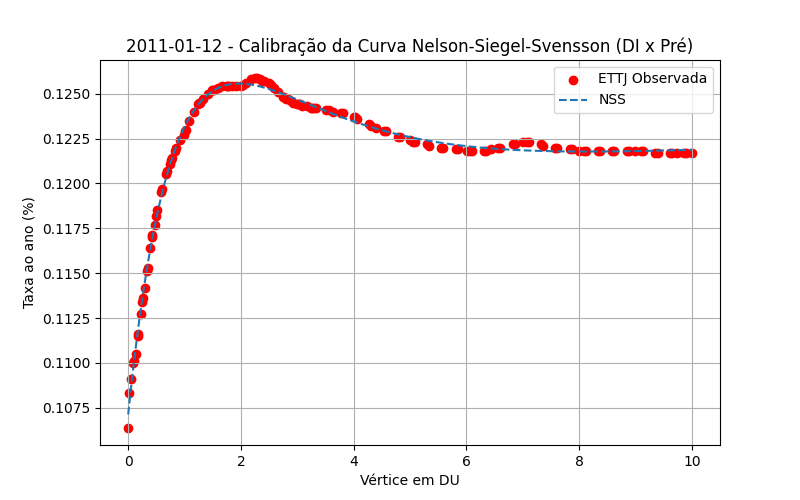 2011-01-12 - Calibração da Curva Nelson-Siegel-Svensson (DI x Pré)
ETTJ Observada
NSS
Taxa ao ano (%)
0.1250
0.1225
0.1200
0.1175
0.1150
0.1125
0.1100
0.1075
0
2
4
6
8
10
Vértice em DU